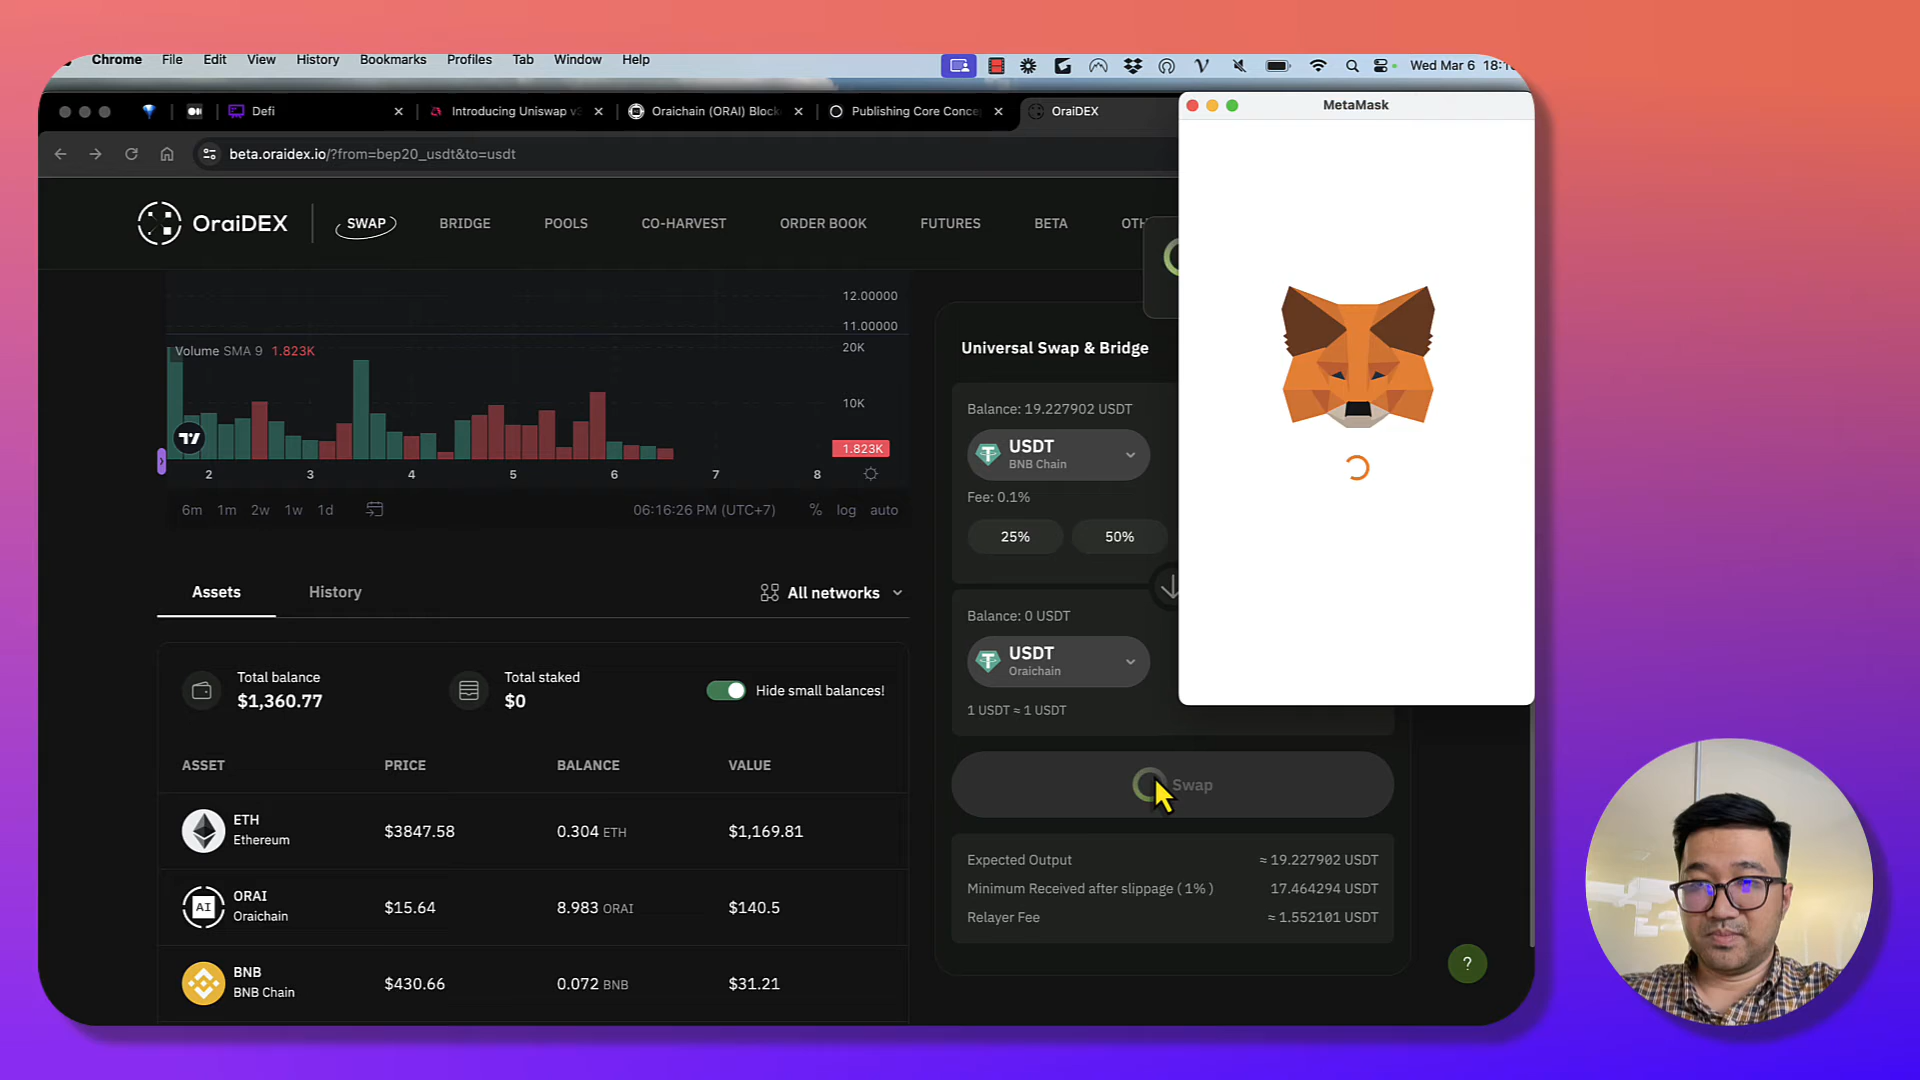 Chrome File Edit View History Bookmarks Profiles Tab Window Help
Wed Mar 6
Defi
Introducing Uniswap v3
Oraichain (ORAI) Block
Publishing Core Conce
OraiDEX
beta.oraidex.io/?from=bep20_usdt&to=usdt
MetaMask
OraiDEX
SWAP BRIDGE POOLS CO-HARVEST ORDER BOOK FUTURES BETA OTH
12.00000
11.00000
Volume SMA 9 1.823K
20K
10K
1.823K
2 3 4 5 6 7 8
6m 1m 2w 1w 1d
06:16:26 PM (UTC+7) % log auto
Assets History
All networks
Total balance
$1,360.77
Total staked
$0
Hide small balances!
ASSET PRICE BALANCE VALUE
ETH
Ethereum
$3847.58 0.304 ETH $1,169.81
AI
ORAI
Oraichain
$15.64 8.983 ORAI $140.5
BNB
BNB Chain
$430.66 0.072 BNB $31.21
Universal Swap & Bridge
Balance: 19.227902 USDT
USDT
BNB Chain
Fee: 0.1%
25% 50%
Balance: 0 USDT
USDT
Oraichain
1 USDT ≈ 1 USDT
Swap
Expected Output ≈ 19.227902 USDT
Minimum Received after slippage ( 1% ) 17.464294 USDT
Relayer Fee ≈ 1.552101 USDT
?